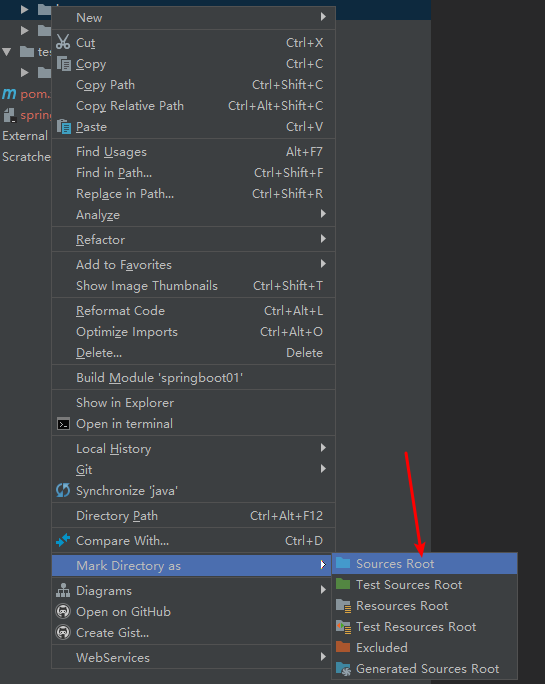 New
Cut Ctrl+X
Copy Ctrl+C
Copy Path Ctrl+Shift+C
Copy Relative Path Ctrl+Alt+Shift+C
Paste Ctrl+V
Find Usages Alt+F7
Find in Path... Ctrl+Shift+F
Replace in Path... Ctrl+Shift+R
Analyze
Refactor
Add to Favorites
Show Image Thumbnails Ctrl+Shift+T
Reformat Code Ctrl+Alt+L
Optimize Imports Ctrl+Alt+O
Delete... Delete
Build Module 'springboot01'
Show in Explorer
Open in terminal
Local History
Git
Synchronize 'java'
Directory Path Ctrl+Alt+F12
Compare With... Ctrl+D
Mark Directory as
Diagrams
Open on GitHub
Create Gist...
WebServices
Sources Root
Test Sources Root
Resources Root
Test Resources Root
Excluded
Generated Sources Root
tes
pom.
spring
External
Scratche